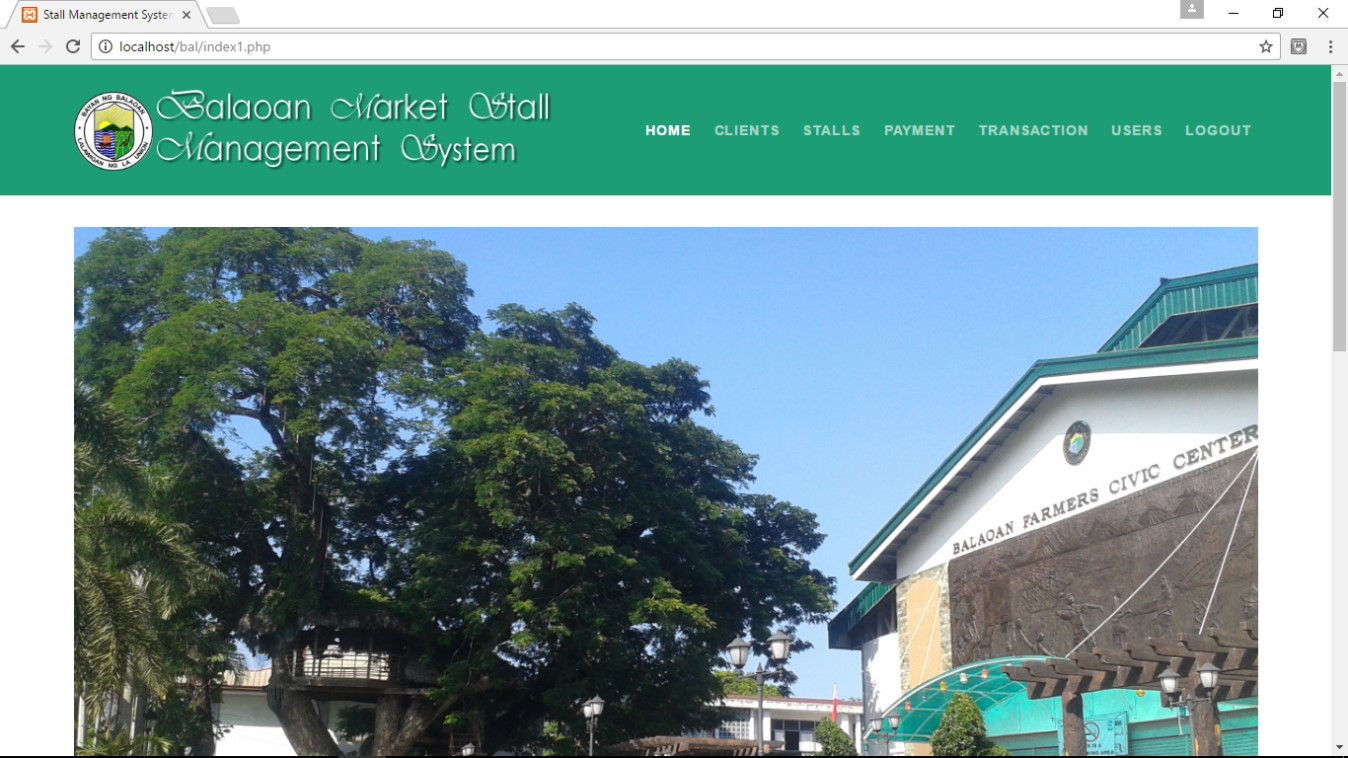 Stall Management System
localhost/bal/index1.php
BAYAN NG BALAOAN
LALAWIGAN NG LA UNION
Balaoan Market Stall
Management System
HOME CLIENTS STALLS PAYMENT TRANSACTION USERS LOGOUT
BALAOAN FARMERS CIVIC CENTER